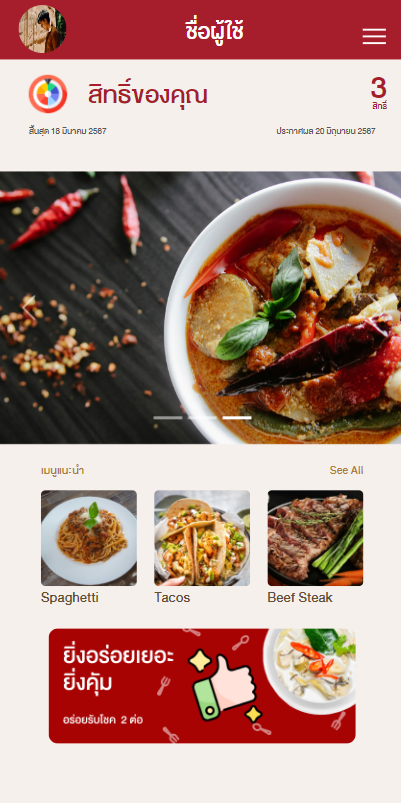 ชื่อผู้ใช้
สิทธิ์ของคุณ
3
สิทธิ์
สิ้นสุด 18 มีนาคม 2567
ประกาศผล 20 มิถุนายน 2567
เมนูแนะนำ
See All
Spaghetti
Tacos
Beef Steak
ยิ่งอร่อยเยอะ
ยิ่งคุ้ม
อร่อยรับโชค 2 ต่อ